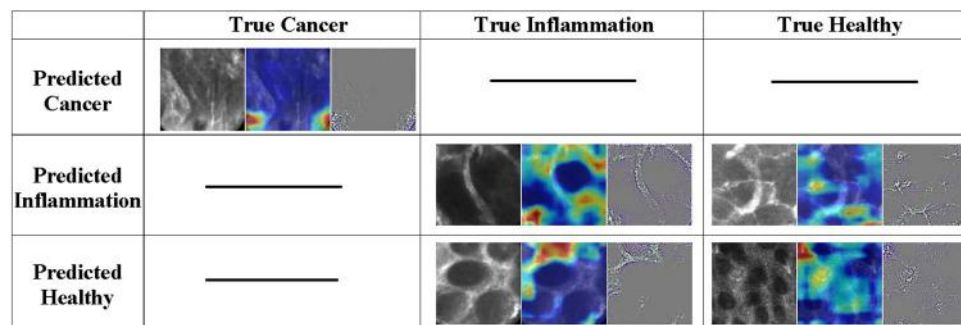 True Cancer True Inflammation True Healthy
Predicted
Cancer
Predicted
Inflammation
Predicted
Healthy